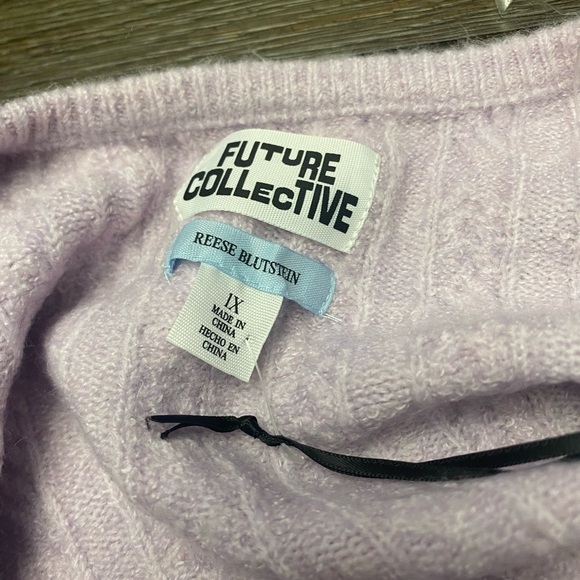 FUTURE
COLLECTIVE
REESE BLUTSTEIN
1X
MADE IN
CHINA
HECHO EN
CHINA